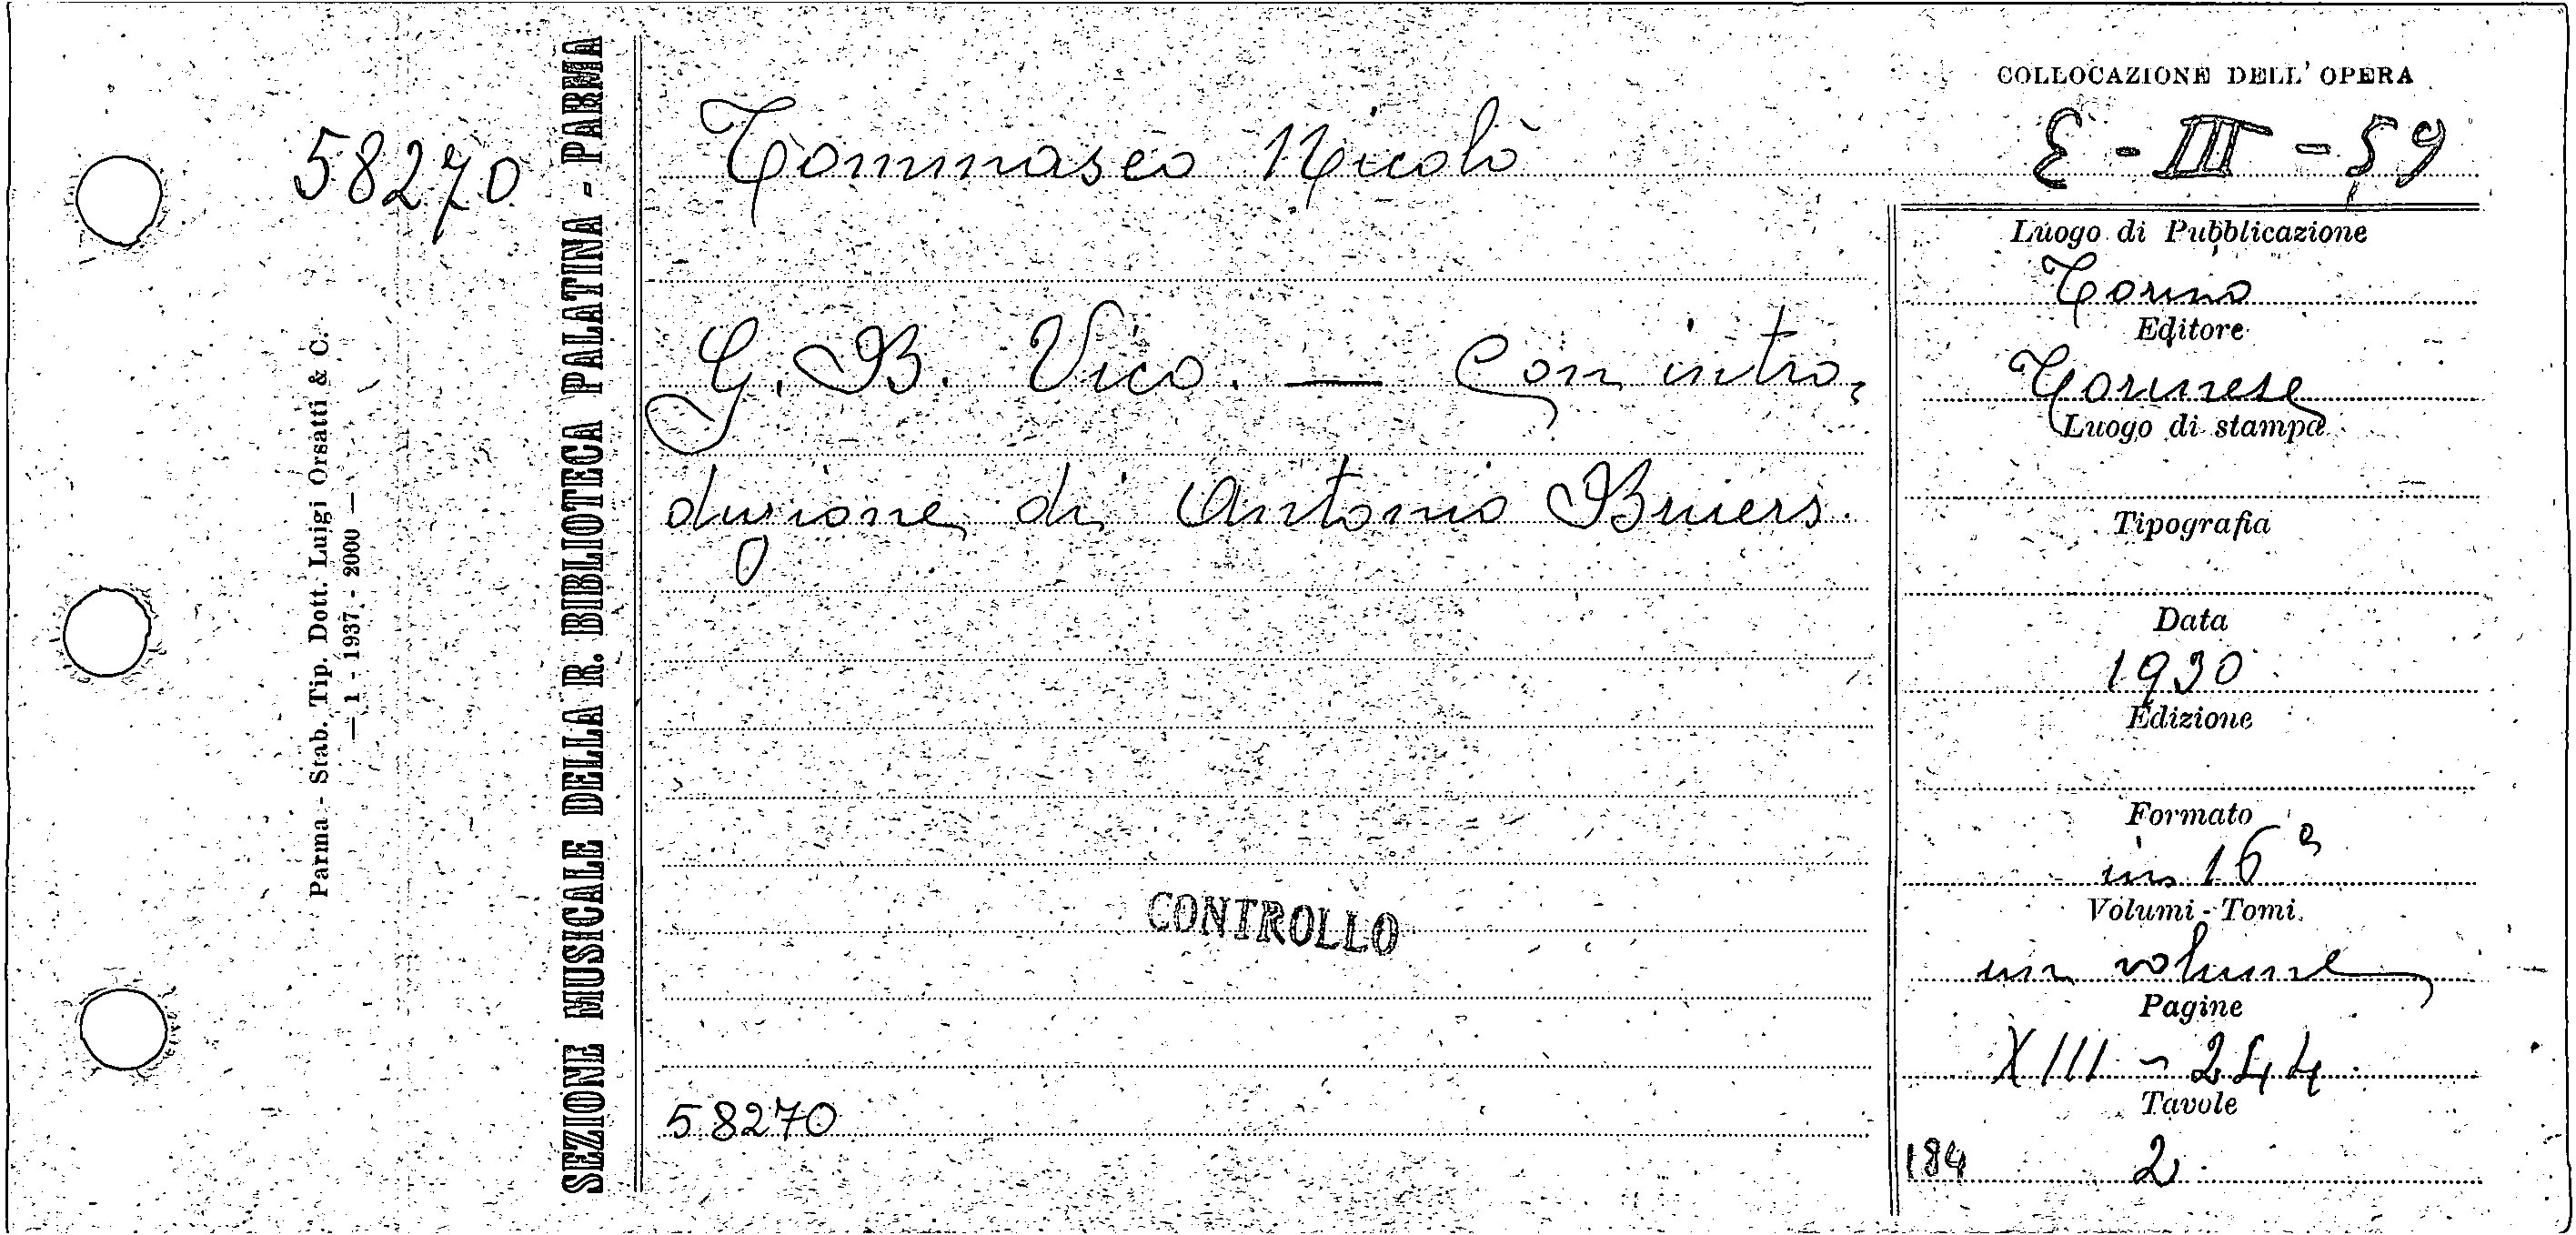 58270
Parma - Stab. Tip. Dott. Luigi Orsatti & C.
— 1 - 1937 - 2000 —
SEZIONE MUSICALE DELLA R. BIBLIOTECA PALATINA - PARMA
Tommaseo Nicolò
G. B. Vico. — Con intro-
duzione di Antonio Bruers.
CONTROLLO
58270
COLLOCAZIONE DELL'OPERA
E - III - 59
Luogo di Pubblicazione
Torino
Editore
Torinese
Luogo di stampa
Tipografia
Data
1930
Edizione
Formato
in 16°
Volumi - Tomi
un volume
Pagine
XIII - 244
Tavole
184 2